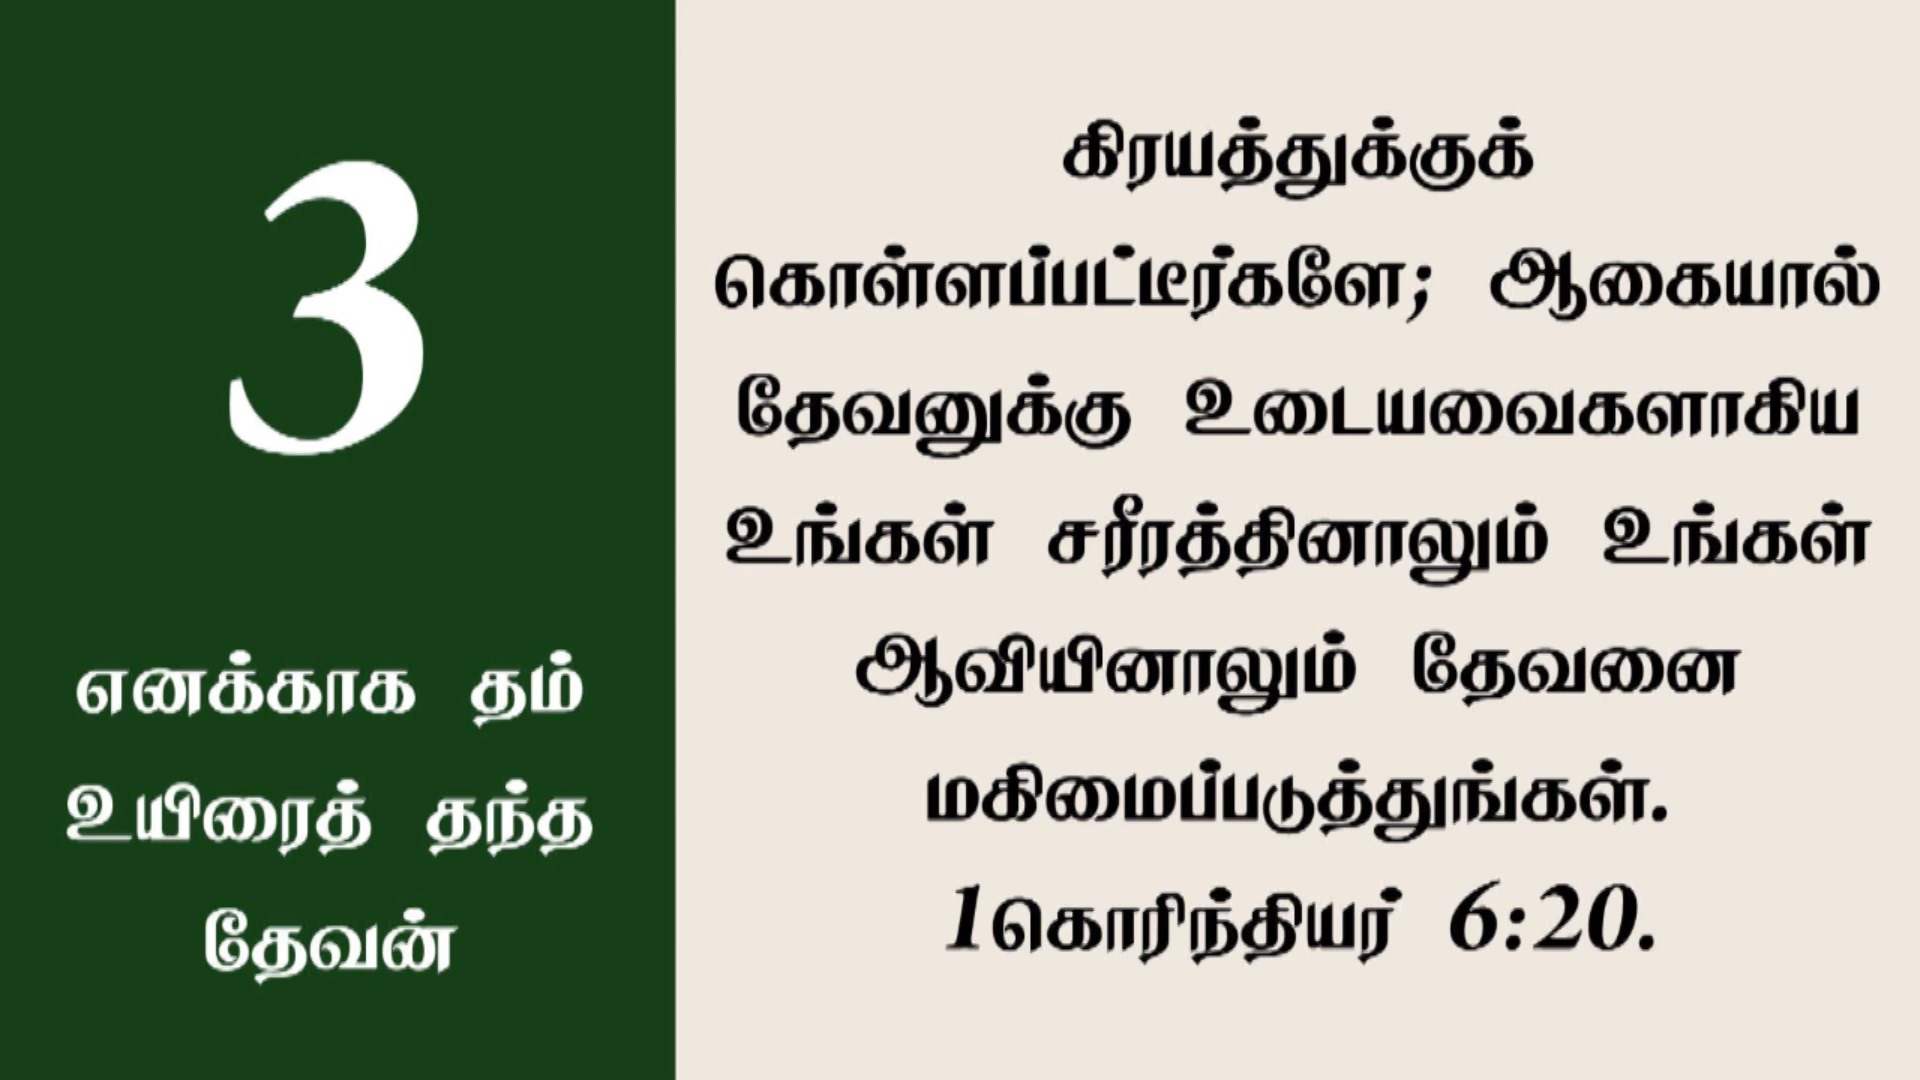 3
எனக்காக தம்
உயிரைத் தந்த
தேவன்
கிரயத்துக்குக்
கொள்ளப்பட்டீர்களே; ஆகையால்
தேவனுக்கு உடையவைகளாகிய
உங்கள் சரீரத்தினாலும் உங்கள்
ஆவியினாலும் தேவனை
மகிமைப்படுத்துங்கள்.
1கொரிந்தியர் 6:20.